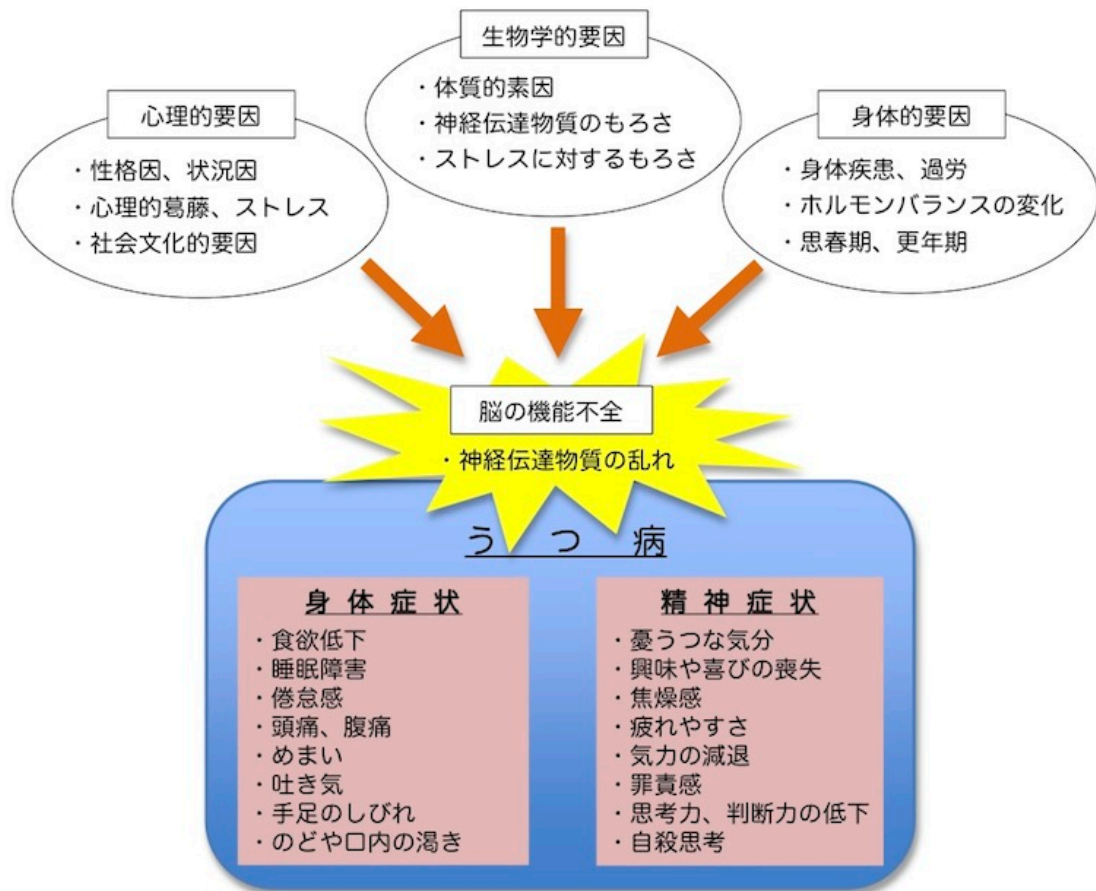 生物学的要因
・体質的素因
・神経伝達物質のもろさ
・ストレスに対するもろさ
心理的要因
・性格因、状況因
・心理的葛藤、ストレス
・社会文化的要因
身体的要因
・身体疾患、過労
・ホルモンバランスの変化
・思春期、更年期
脳の機能不全
・神経伝達物質の乱れ
うつ病
身体症状
・食欲低下
・睡眠障害
・倦怠感
・頭痛、腹痛
・めまい
・吐き気
・手足のしびれ
・のどや口内の渇き
精神症状
・憂うつな気分
・興味や喜びの喪失
・焦燥感
・疲れやすさ
・気力の減退
・罪責感
・思考力、判断力の低下
・自殺思考